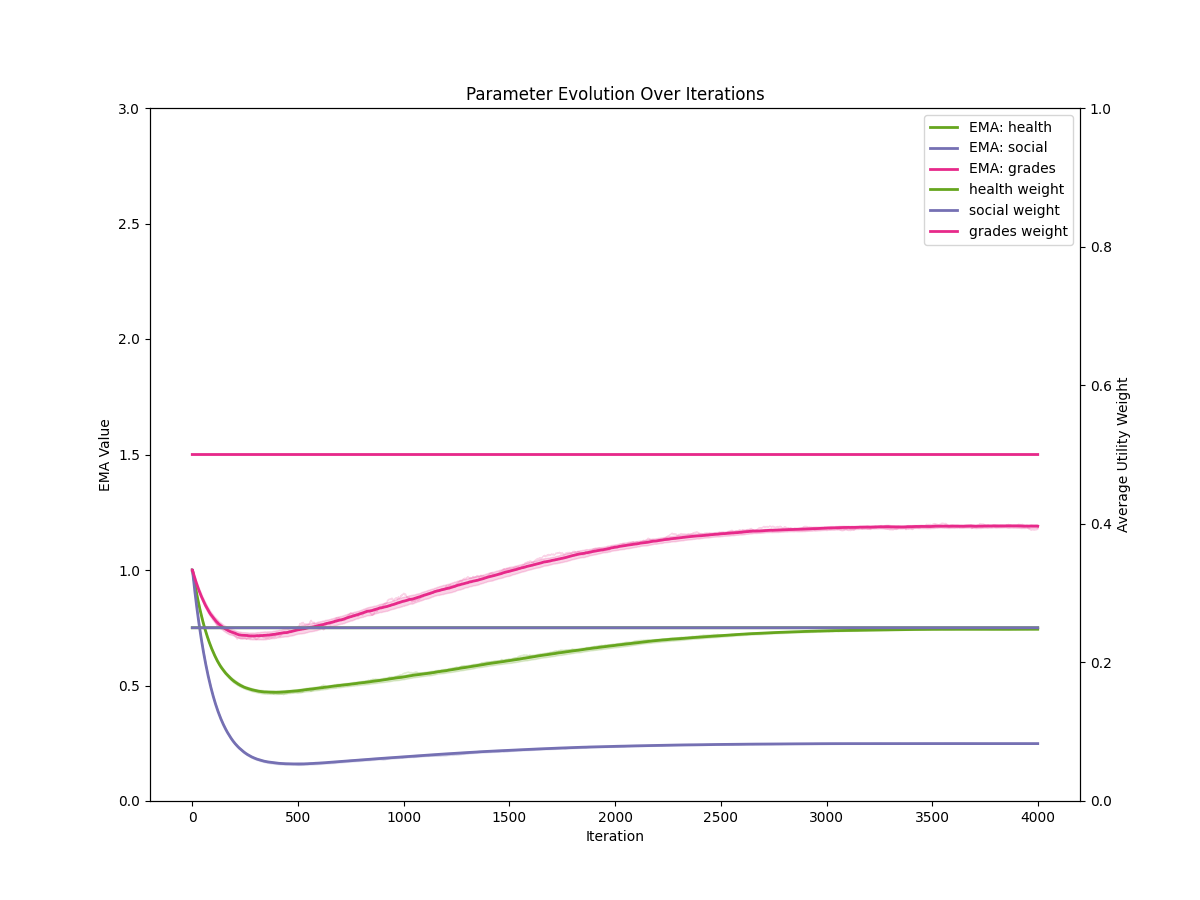 Parameter Evolution Over Iterations
EMA: health
EMA: social
EMA: grades
health weight
social weight
grades weight
EMA Value
3.0
2.5
2.0
1.5
1.0
0.5
0.0
Average Utility Weight
1.0
0.8
0.6
0.4
0.2
0.0
0 500 1000 1500 2000 2500 3000 3500 4000
Iteration